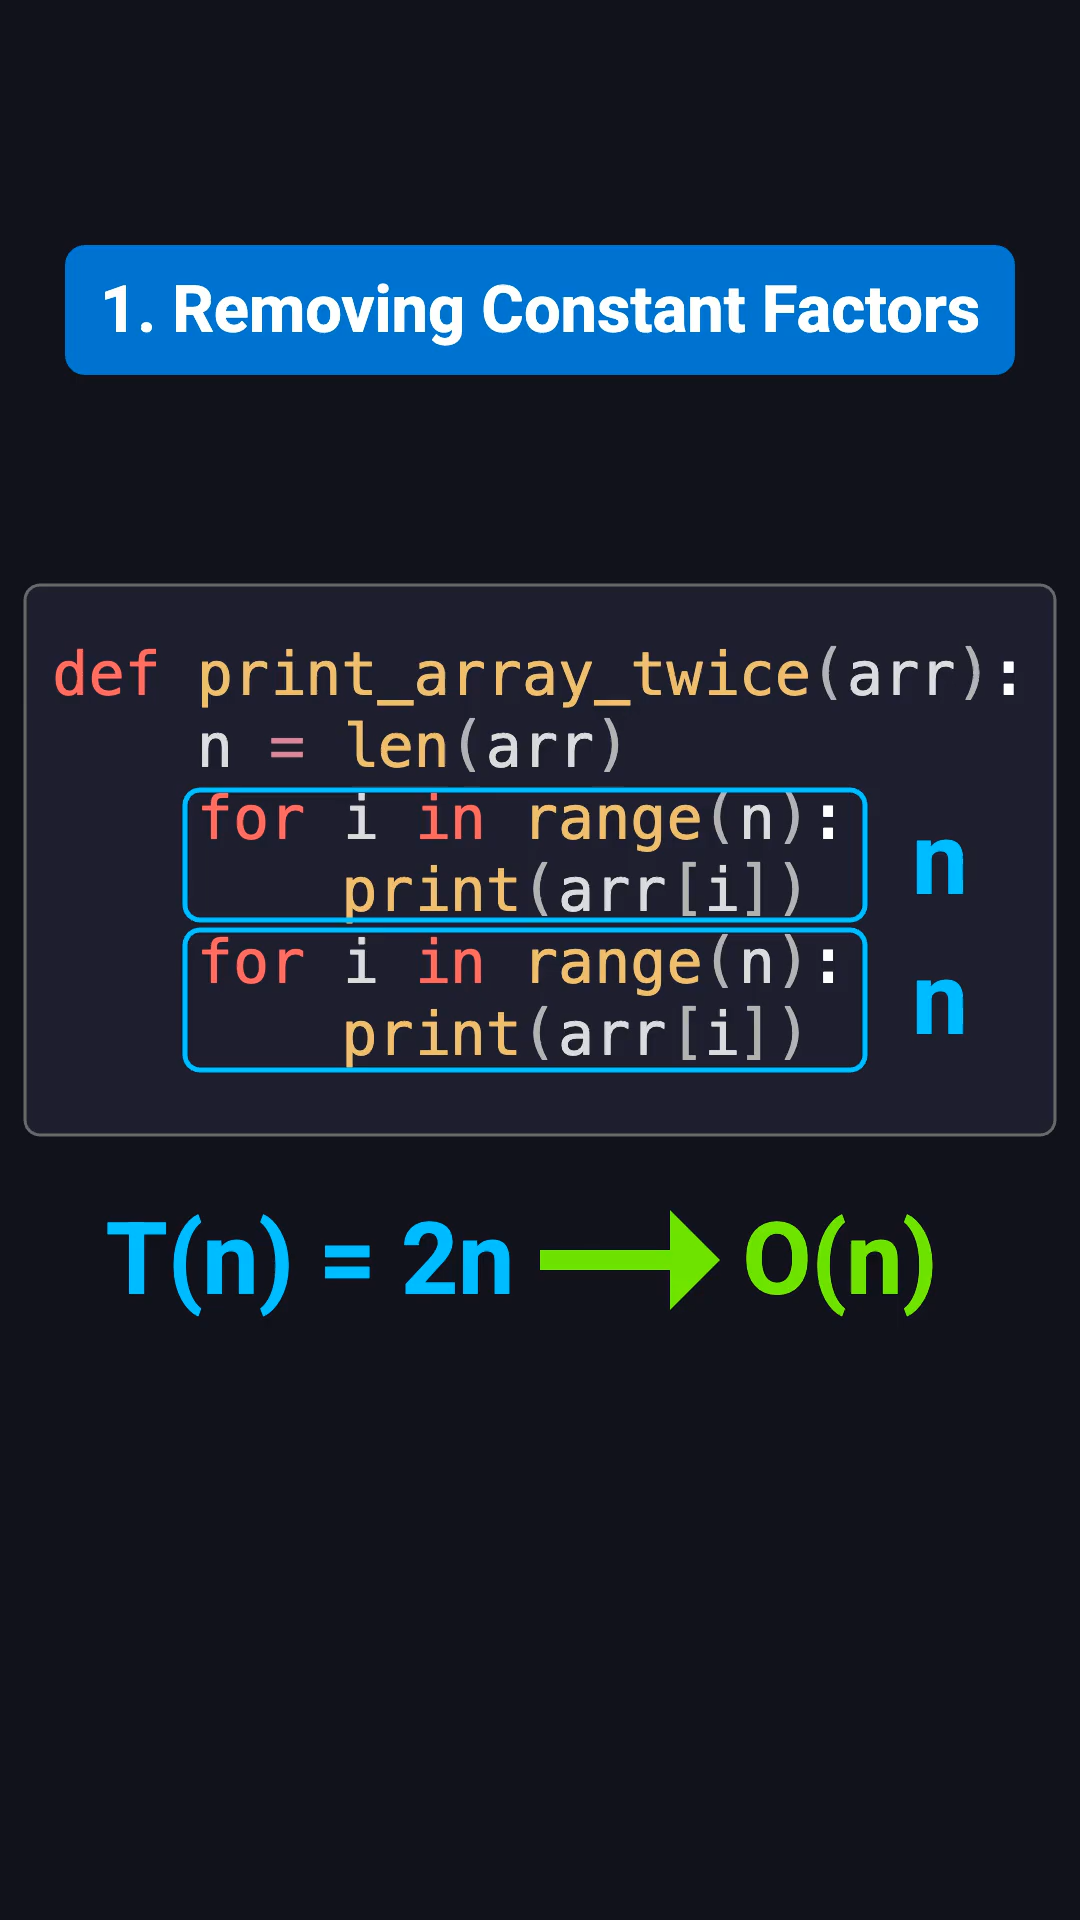 1. Removing Constant Factors
def print_array_twice(arr):
    n = len(arr)
    for i in range(n):
        print(arr[i])
n
    for i in range(n):
        print(arr[i])
n
T(n) = 2n → O(n)